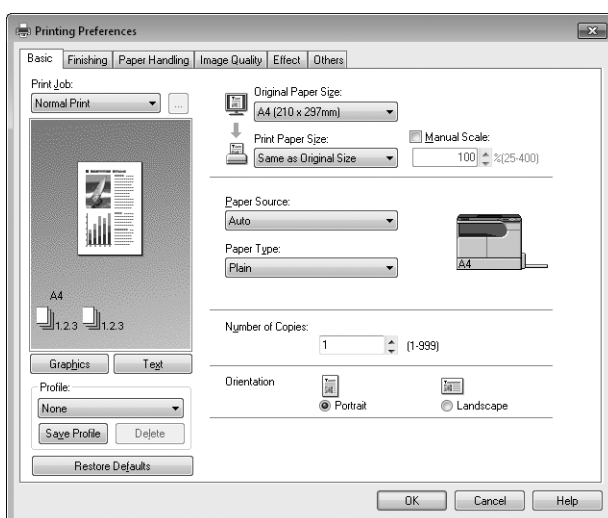 Printing Preferences
Basic Finishing Paper Handling Image Quality Effect Others
Print Job:
Normal Print
...
A4
1.2.3 1.2.3
Graphics Text
Profile:
None
Save Profile Delete
Restore Defaults
Original Paper Size:
A4 (210 x 297mm)
Print Paper Size:
Same as Original Size
Manual Scale:
100 %(25-400)
Paper Source:
Auto
Paper Type:
Plain
A4
Number of Copies:
1 (1-999)
Orientation
Portrait Landscape
OK Cancel Help